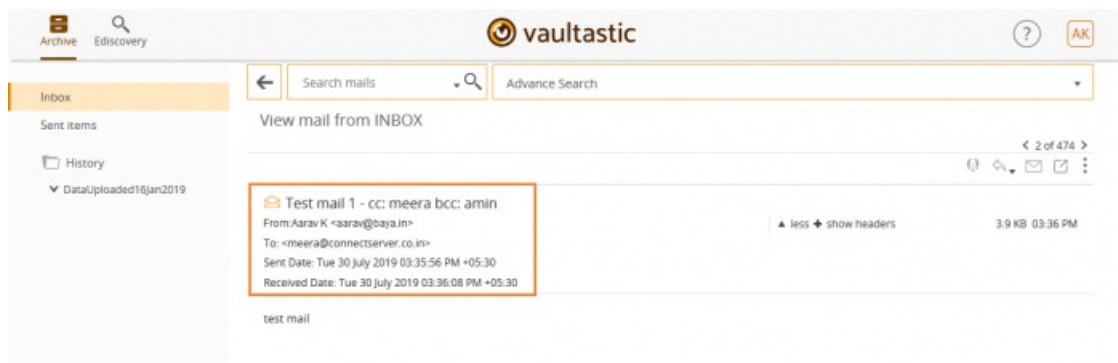 Archive Ediscovery
vaultastic
?
AK
Inbox
Sent items
History
DataUploaded16Jan2019
Search mails
Advance Search
View mail from INBOX
< 2 of 474 >
Test mail 1 - cc: meera bcc: amin
From:Aarav K <aarav@baya.in>
To: <meera@connectserver.co.in>
Sent Date: Tue 30 July 2019 03:35:56 PM +05:30
Received Date: Tue 30 July 2019 03:36:08 PM +05:30
less show headers
3.9 KB 03:36 PM
test mail